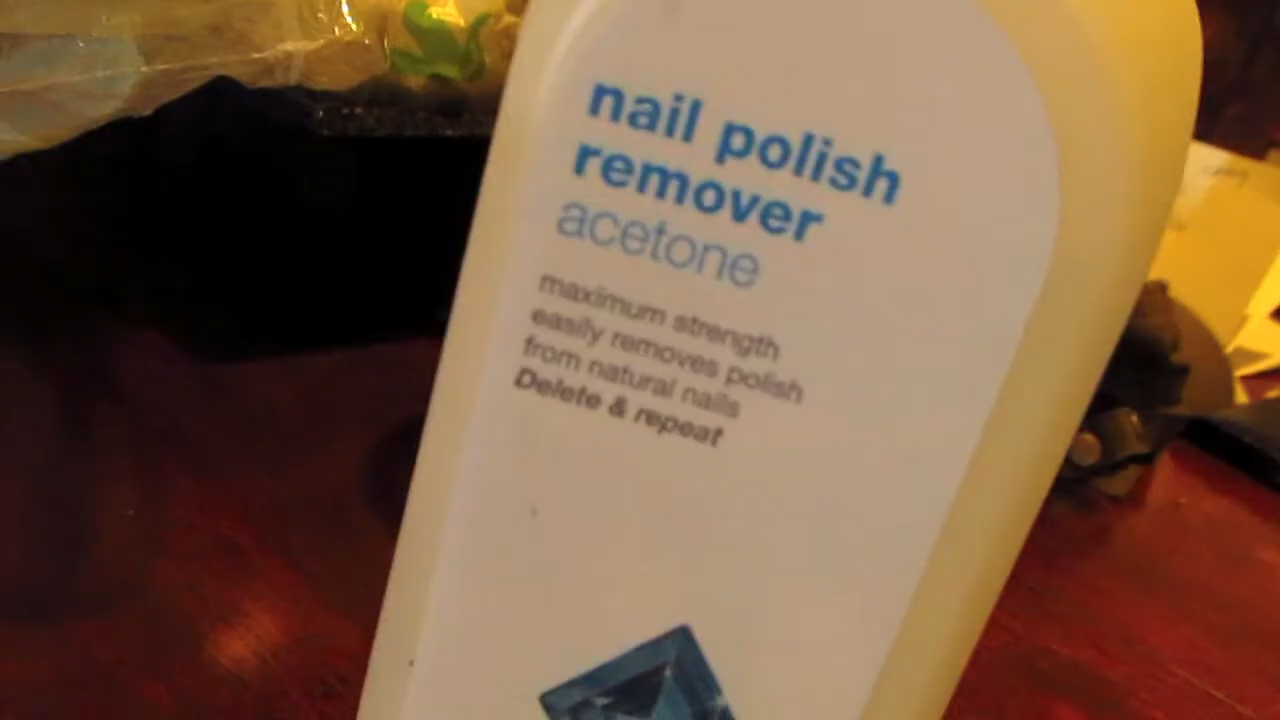 nail polish
remover
acetone
maximum strength
easily removes polish
from natural nails
Delete & repeat